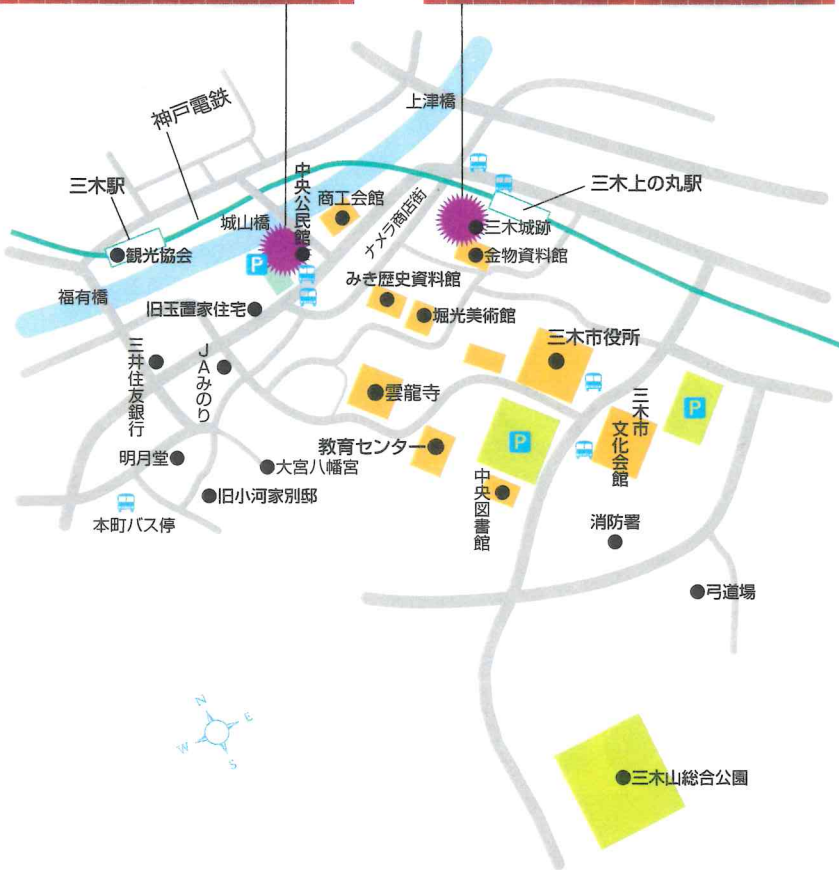 上津橋
神戸電鉄
三木駅
中央公民館
商工会館
ナメラ商店街
三木上の丸駅
城山橋
三木城跡
観光協会
P
金物資料館
みき歴史資料館
福有橋
旧玉置家住宅
堀光美術館
三木市役所
三井住友銀行
JAみのり
雲龍寺
三木市
文化会館
P
教育センター
P
明月堂
大宮八幡宮
中央図書館
旧小河家別邸
本町バス停
消防署
弓道場
N
E
W
S
三木山総合公園